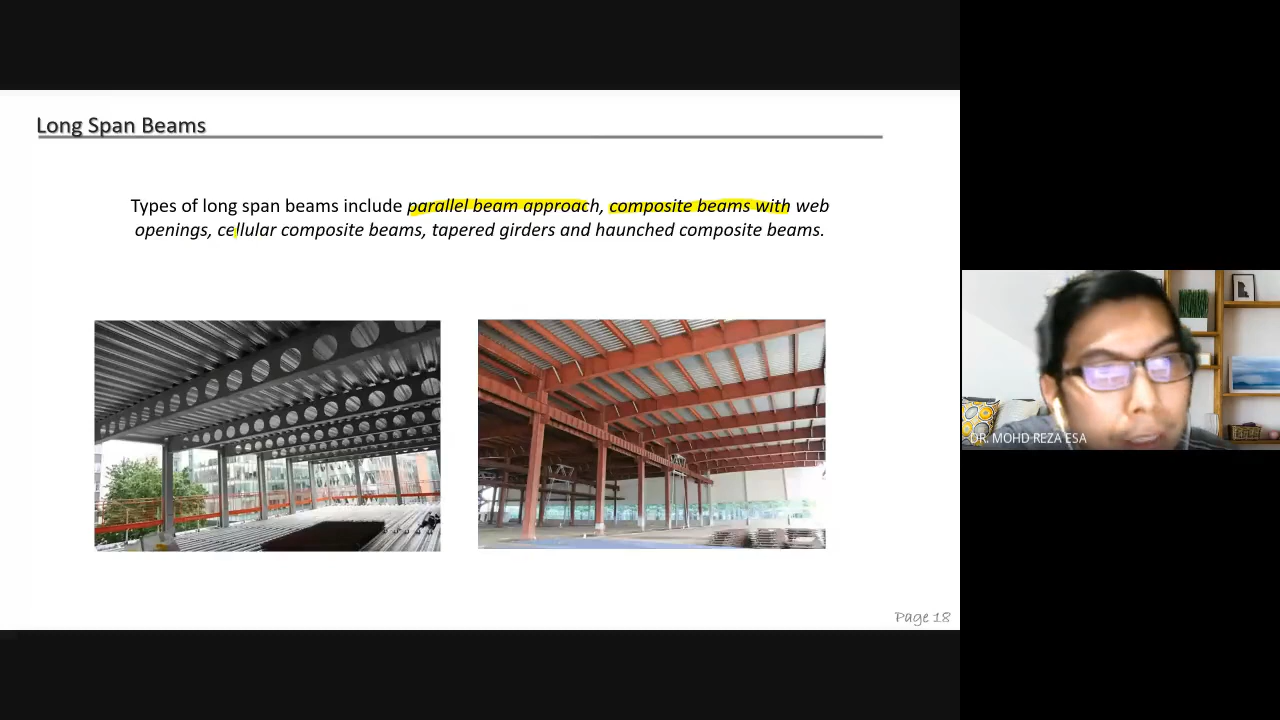 Long Span Beams
Types of long span beams include parallel beam approach, composite beams with web
openings, cellular composite beams, tapered girders and haunched composite beams.
DR. MOHD REZA ESA
Page 18